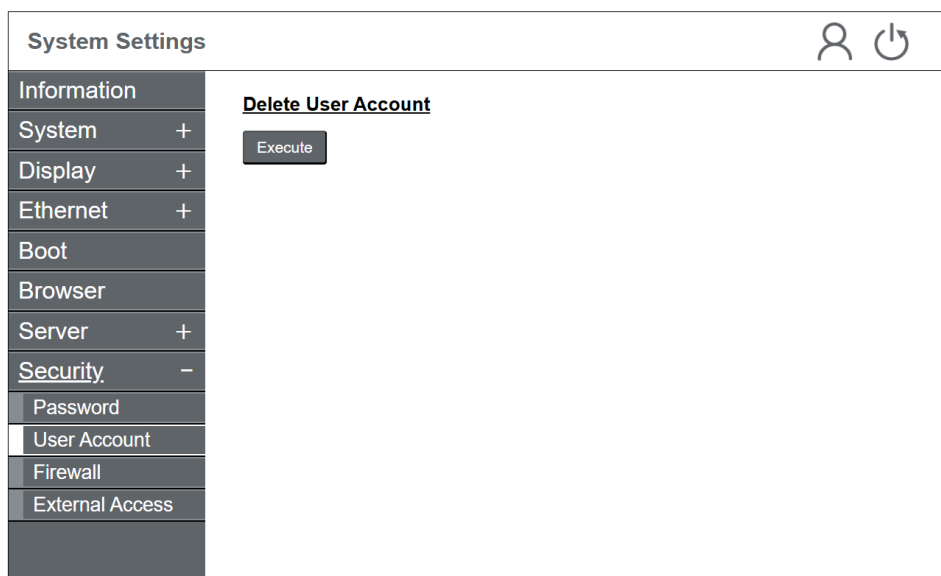 System Settings
Information
System +
Display +
Ethernet +
Boot
Browser
Server +
Security -
Password
User Account
Firewall
External Access
Delete User Account
Execute